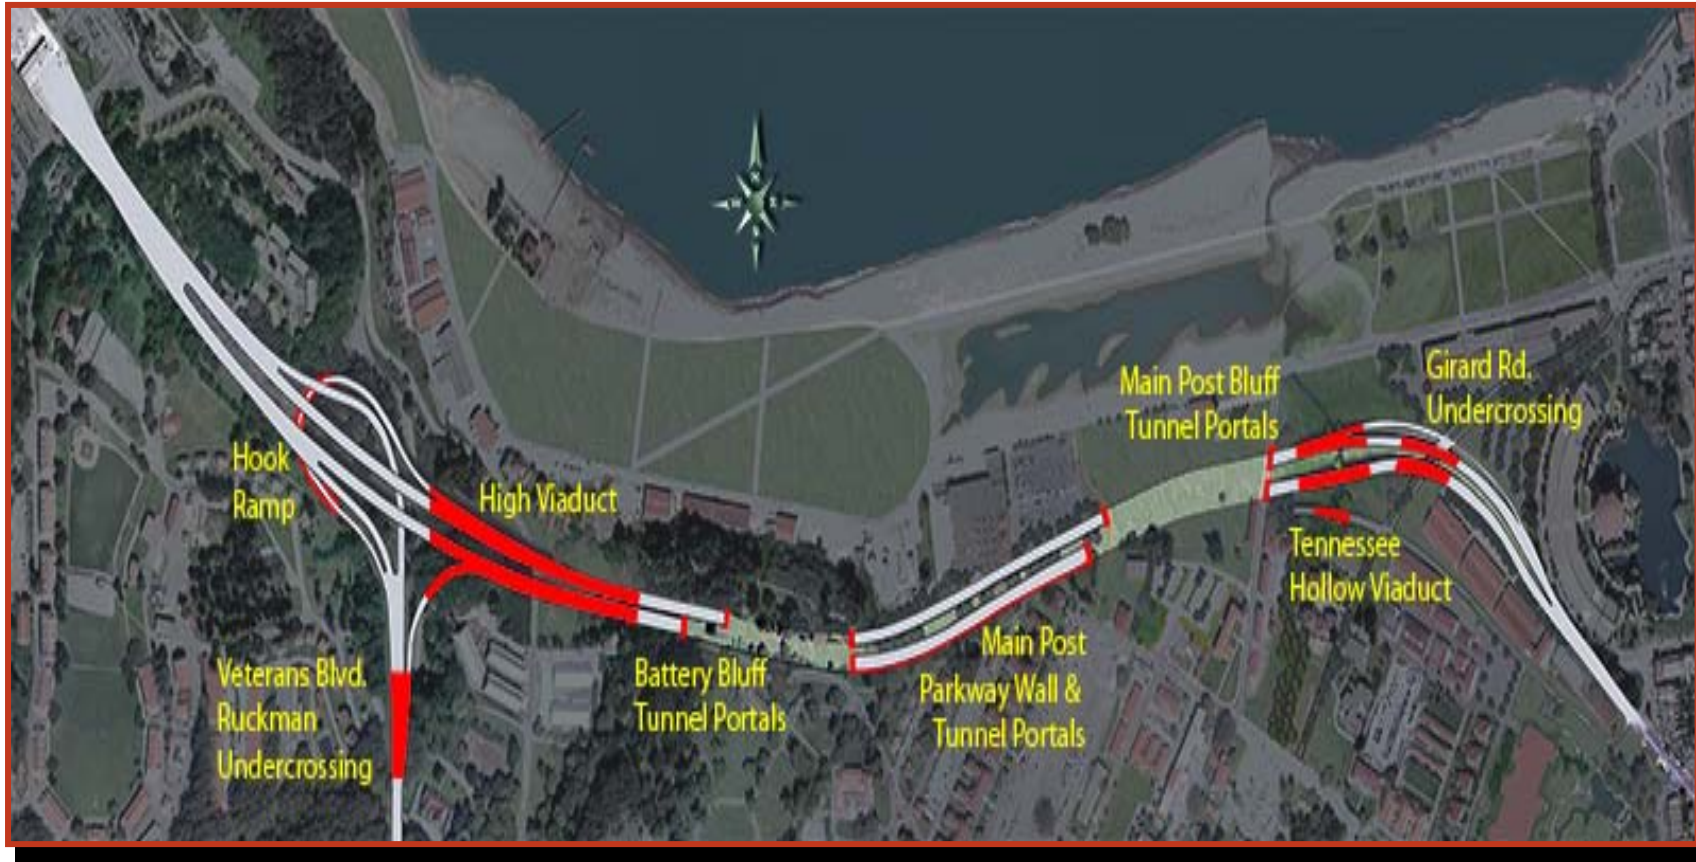 Main Post Bluff
Tunnel Portals
Girard Rd.
Undercrossing
Hook
Ramp
High Viaduct
Tennessee
Hollow Viaduct
Veterans Blvd.
Ruckman
Undercrossing
Battery Bluff
Tunnel Portals
Main Post
Parkway Wall &
Tunnel Portals